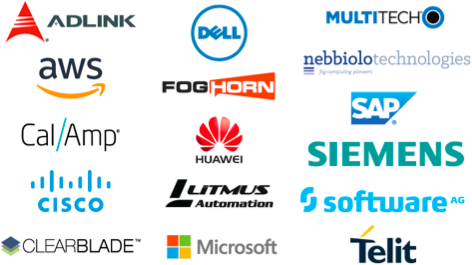 ADLINK
aws
Cal/Amp®
CISCO
CLEARBLADE™
DELL
FOGHORN
HUAWEI
LITMUS
Automation
Microsoft
MULTITECH
nebbiolotechnologies
fog computing pioneers
SAP
SIEMENS
software AG
Telit